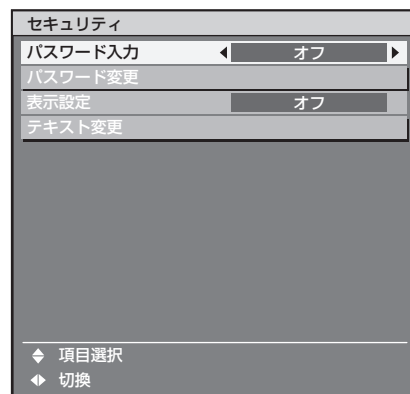 セキュリティ
パスワード入力 オフ
パスワード変更
表示設定 オフ
テキスト変更
項目選択
切換